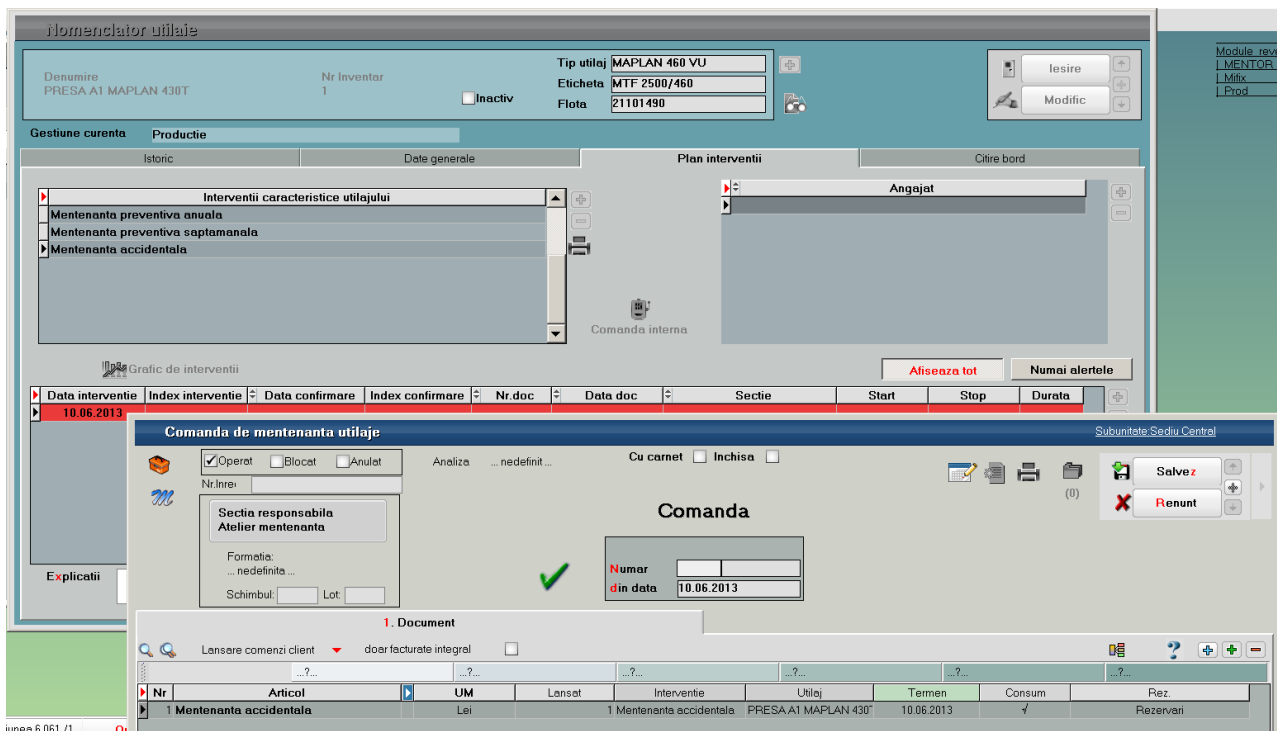 Nomenclator utilaje
Module_reve
| MENTOR
| Mifix
| Prod
Denumire
PRESA A1 MAPLAN 430T
Nr Inventar
1
Inactiv
Tip utilaj MAPLAN 460 VU
Eticheta MTF 2500/460
Flota 21101490
Iesire
Modific
Gestiune curenta Productie
Istoric Date generale Plan interventii Citire bord
Interventii caracteristice utilajului
Mentenanta preventiva anuala
Mentenanta preventiva saptamanala
Mentenanta accidentala
Angajat
Comanda interna
Grafic de interventii
Afiseaza tot Numai alertele
Data interventie Index interventie Data confirmare Index confirmare Nr.doc Data doc Sectie Start Stop Durata
10.06.2013
Explicatii
Comanda de mentenanta utilaje Subunitate:Sediu Central
Operat Blocat Anulat Analiza ... nedefinit ... Cu carnet Inchisa
Nr.Inre
(0)
Salvez
Renunt
Sectia responsabila
Atelier mentenanta
Formatia:
... nedefinita ...
Schimbul: Lot:
Comanda
Numar
din data 10.06.2013
1. Document
Lansare comenzi client doar facturate integral
...?... ...?... ...?... ...?... ...?... ...?...
Nr Articol UM Lansat Interventie Utilaj Termen Consum Rez.
1 Mentenanta accidentala Lei 1 Mentenanta accidentala PRESA A1 MAPLAN 430T 10.06.2013 √ Rezervari
iunea 6.061 /1